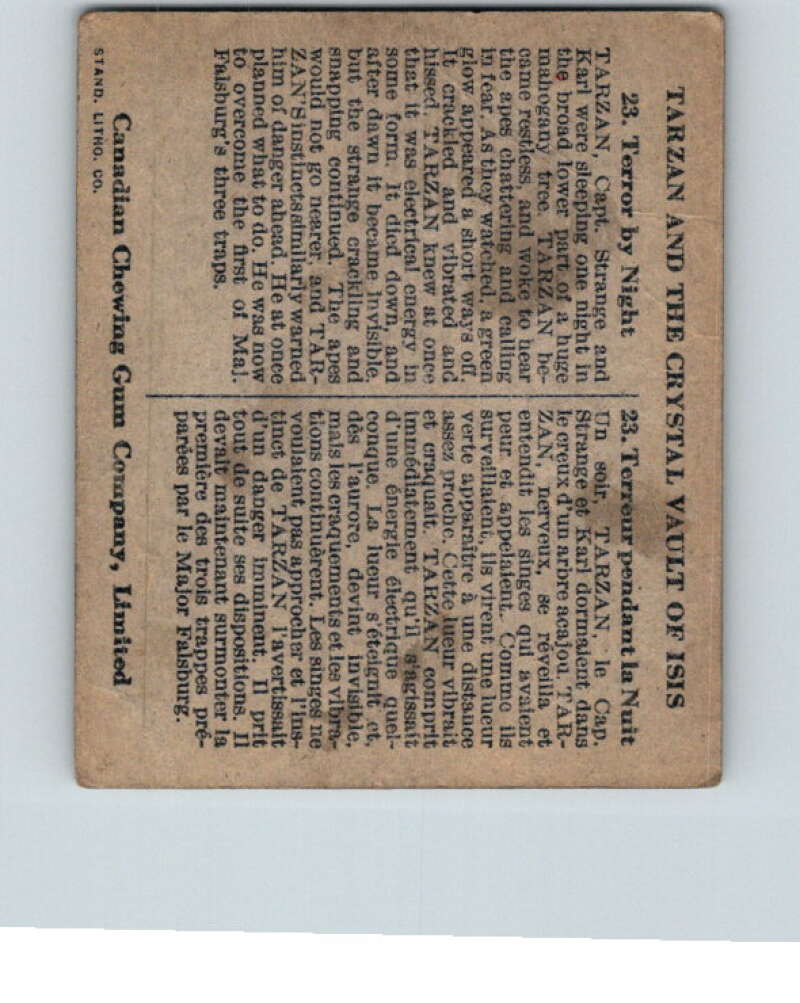 TARZAN AND THE CRYSTAL VAULT OF ISIS
23. Terror by Night
TARZAN, Capt. Strange and
Karl were sleeping one night in
the broad lower part of a huge
mahogany tree. TARZAN be-
came restless, and woke to hear
the apes chattering and calling
in fear. As they watched, a green
glow appeared a short ways off.
It crackled and vibrated and
hissed. TARZAN knew at once
that it was electrical energy in
some form. It died down, and
after dawn it became invisible,
but the strange crackling and
snapping continued. The apes
would not go nearer, and TAR-
ZAN'S instincts similarly warned
him of danger ahead. He at once
planned what to do. He was now
to overcome the first of Maj.
Falsburg's three traps.
23. Terreur pendant la Nuit
Un soir, TARZAN, le Cap.
Strange et Karl dormaient dans
le creux d'un arbre acajou. TAR-
ZAN, nerveux, se réveilla et
entendit les singes qui avaient
peur et appelaient. Comme ils
surveillaient, ils virent une lueur
verte apparaître à une distance
assez proche. Cette lueur vibrait
et craquait. TARZAN comprit
immédiatement qu'il s'agissait
d'une énergie électrique quel-
conque. La lueur s'éteignit et,
dès l'aurore, devint invisible,
mais les craquements et les vibra-
tions continuèrent. Les singes ne
voulaient pas approcher et l'ins-
tinct de TARZAN l'avertissait
d'un danger imminent. Il prit
tout de suite ses dispositions. Il
devait maintenant surmonter la
première des trois trappes pré-
parées par le Major Falsburg.
Canadian Chewing Gum Company, Limited
STAND. LITHO. CO.